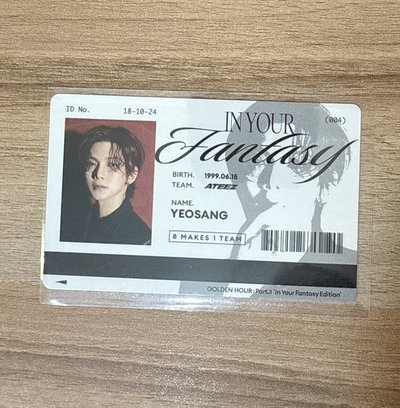 ID No. 18-10-24
IN YOUR (004)
Fantasy
BIRTH. 1999.06.15
TEAM. ATEEZ
NAME.
YEOSANG
8 MAKES 1 TEAM
GOLDEN HOUR : Part.3 'In Your Fantasy Edition'